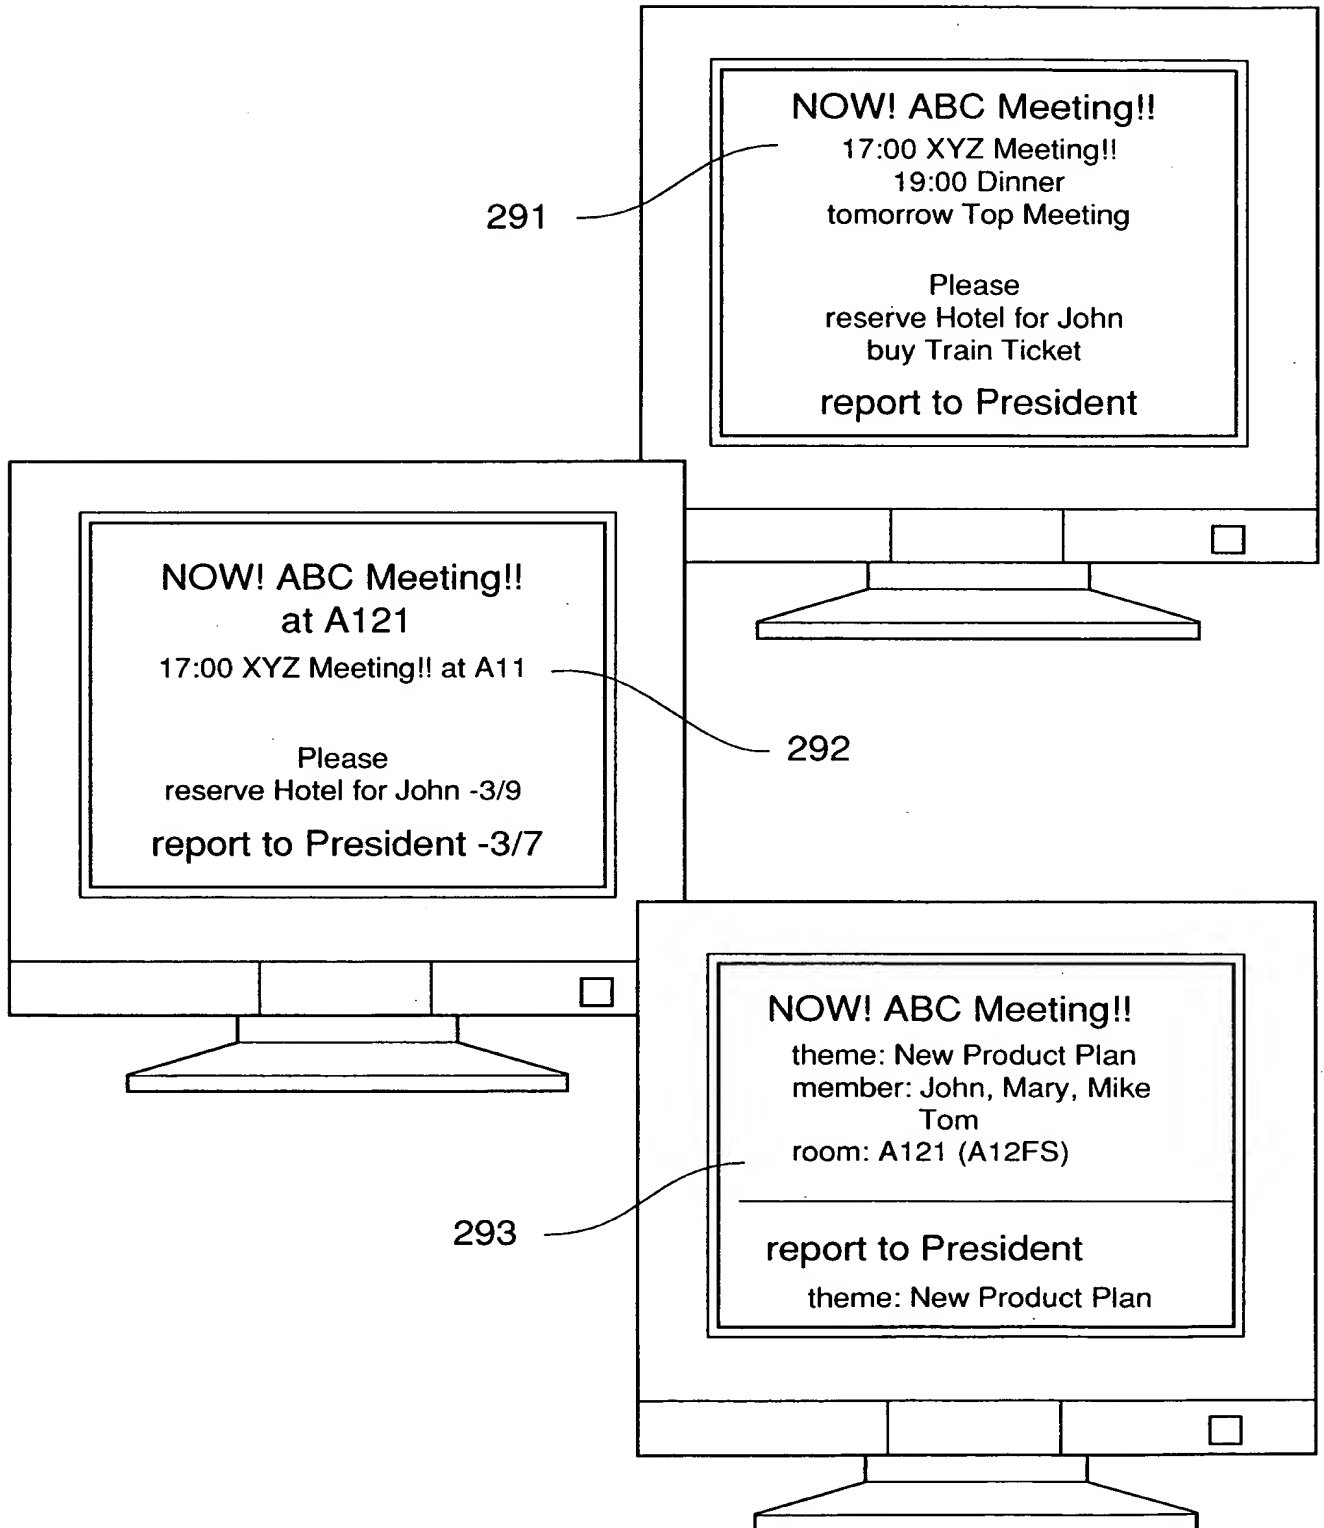 NOW! ABC Meeting!!
17:00 XYZ Meeting!!
19:00 Dinner
tomorrow Top Meeting
Please
reserve Hotel for John
buy Train Ticket
report to President
291
NOW! ABC Meeting!!
at A121
17:00 XYZ Meeting!! at A11
Please
reserve Hotel for John -3/9
report to President -3/7
292
NOW! ABC Meeting!!
theme: New Product Plan
member: John, Mary, Mike
Tom
room: A121 (A12FS)
report to President
theme: New Product Plan
293